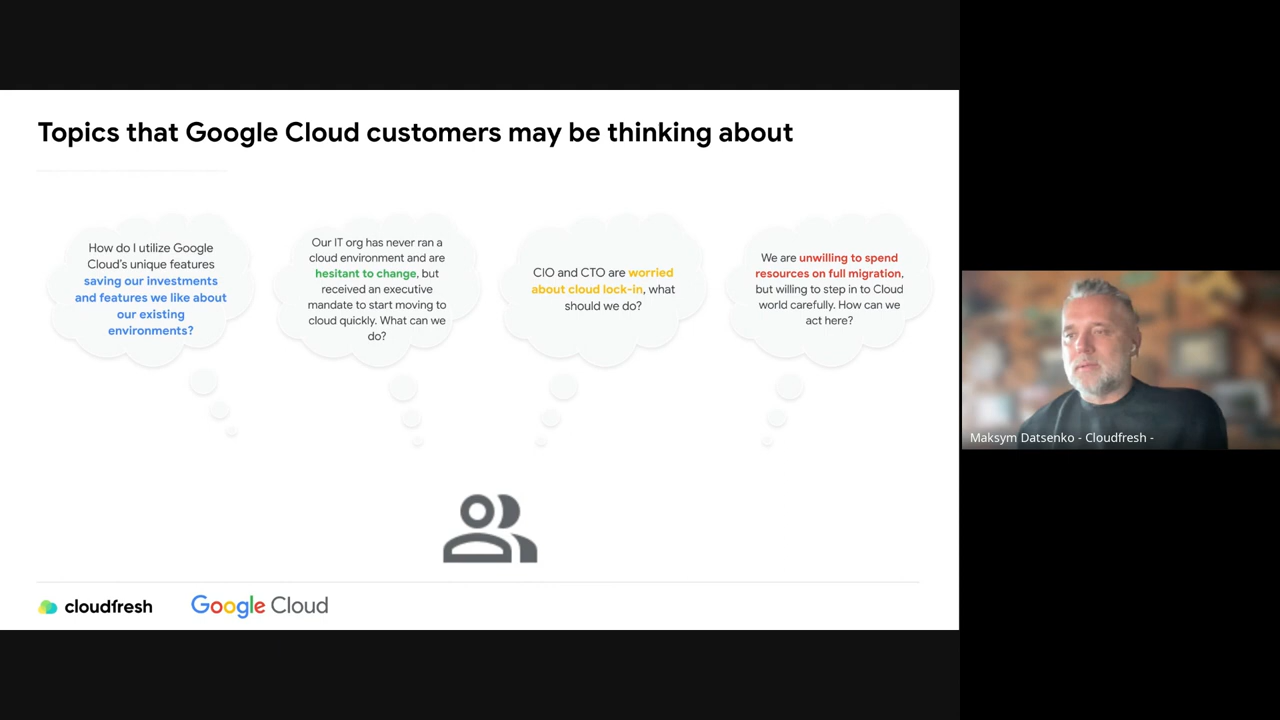 Topics that Google Cloud customers may be thinking about
How do I utilize Google
Cloud's unique features
saving our investments
and features we like about
our existing
environments?
Our IT org has never ran a
cloud environment and are
hesitant to change, but
received an executive
mandate to start moving to
cloud quickly. What can we
do?
CIO and CTO are worried
about cloud lock-in, what
should we do?
We are unwilling to spend
resources on full migration,
but willing to step in to Cloud
world carefully. How can we
act here?
Maksym Datsenko - Cloudfresh -
cloudfresh
Google Cloud